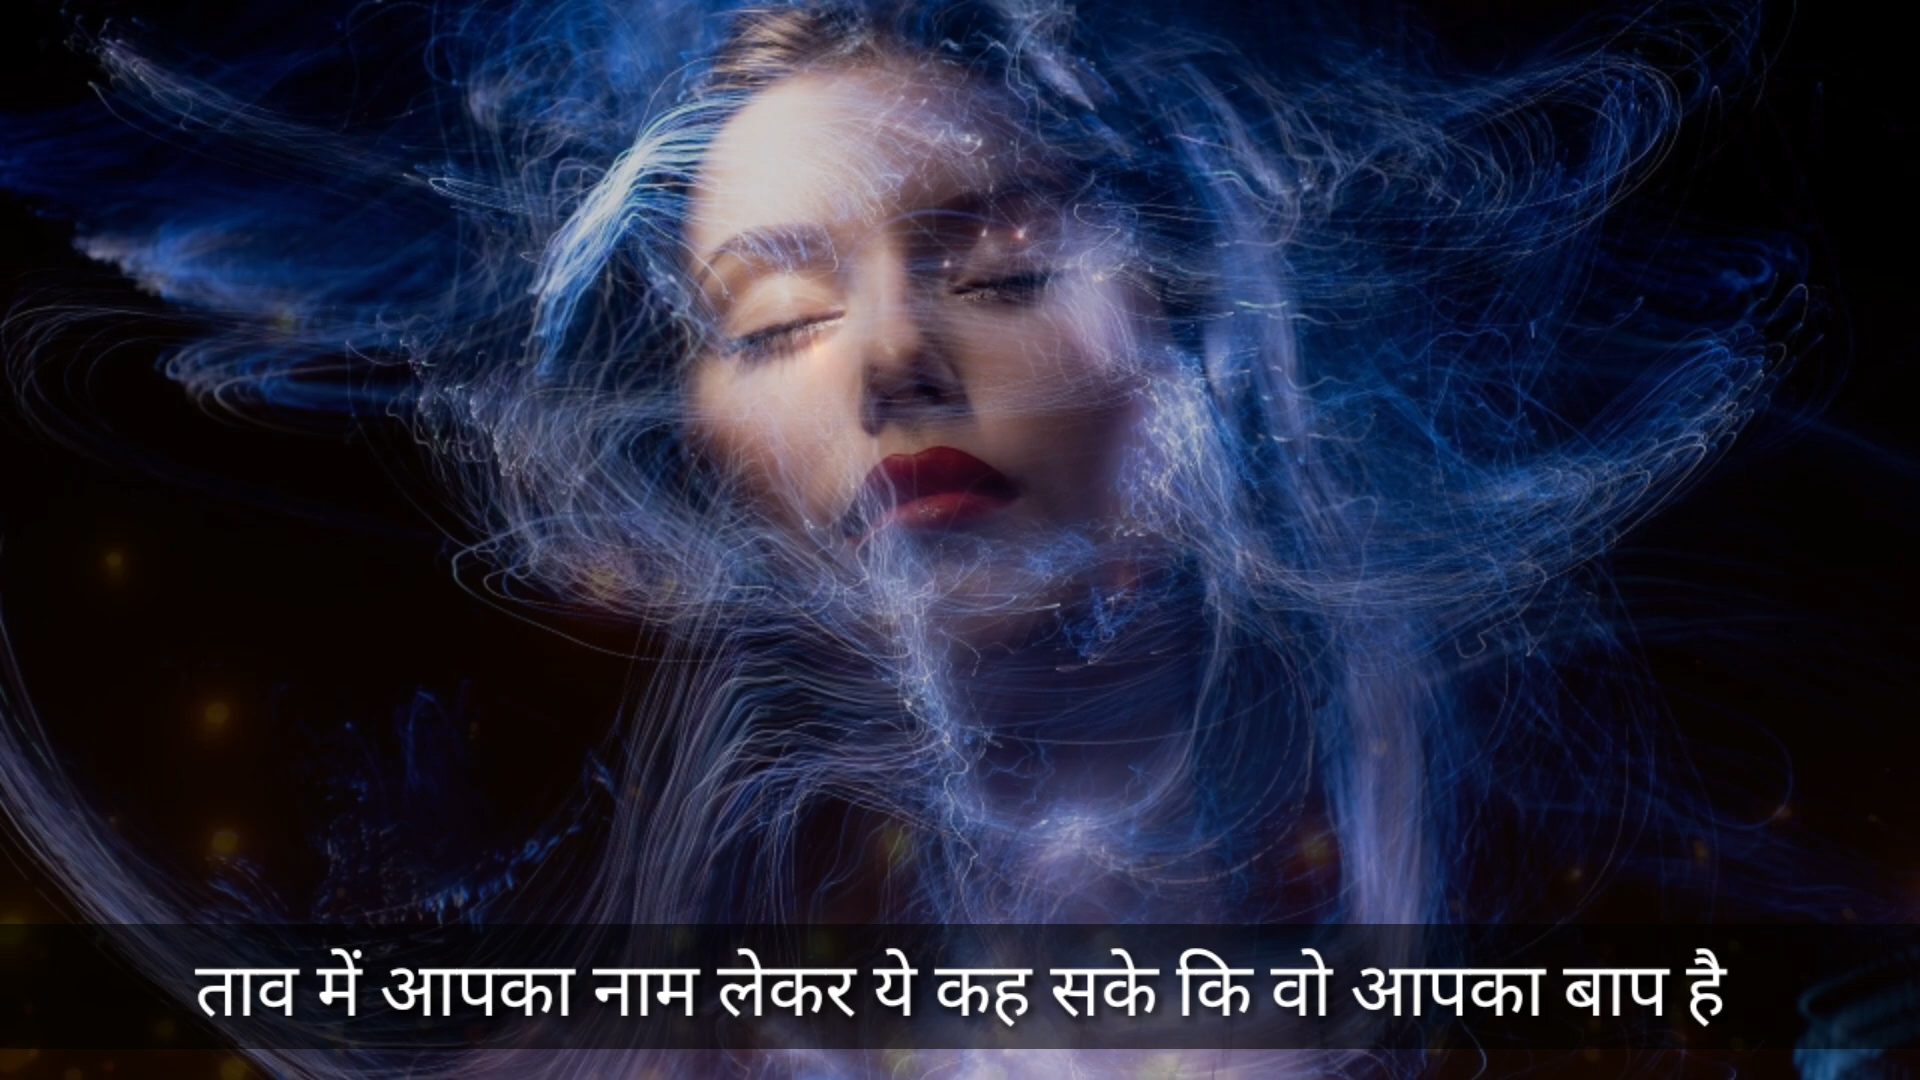 ताव में आपका नाम लेकर ये कह सके कि वो आपका बाप है